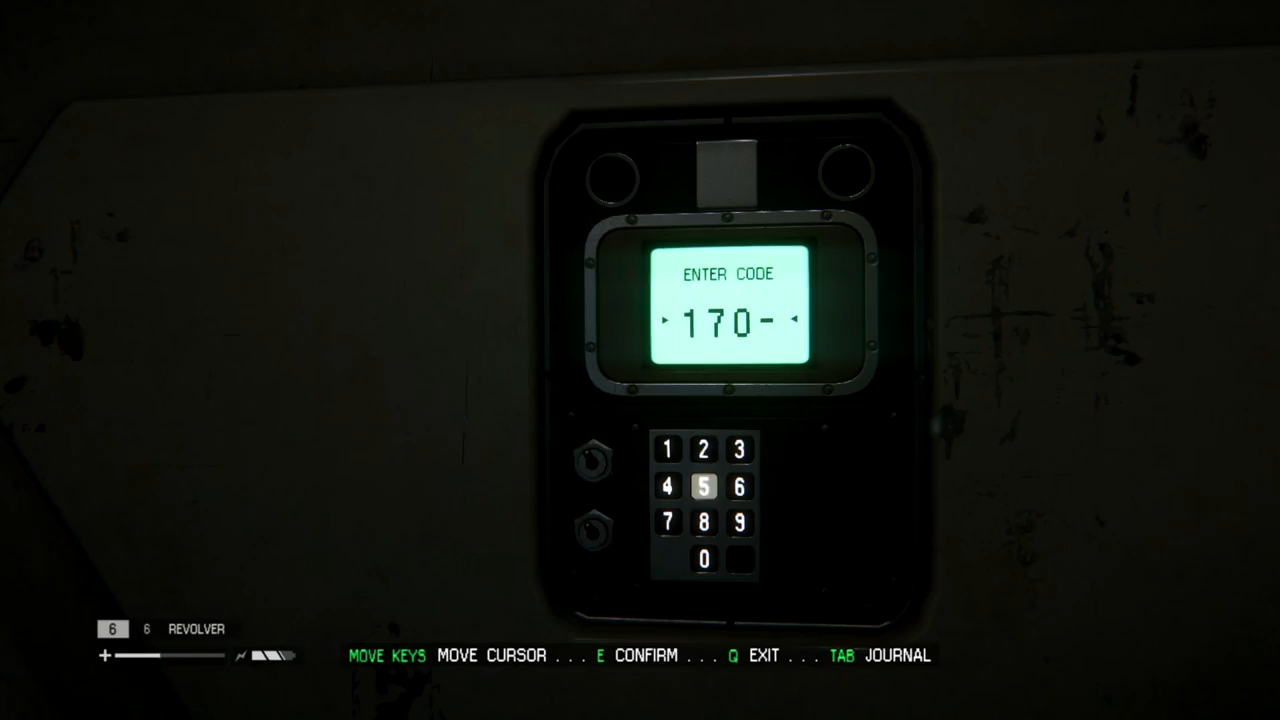 ENTER CODE
170-
1 2 3
4 5 6
7 8 9
0
6 6 REVOLVER
MOVE KEYS MOVE CURSOR . . . E CONFIRM . . . Q EXIT . . . TAB JOURNAL